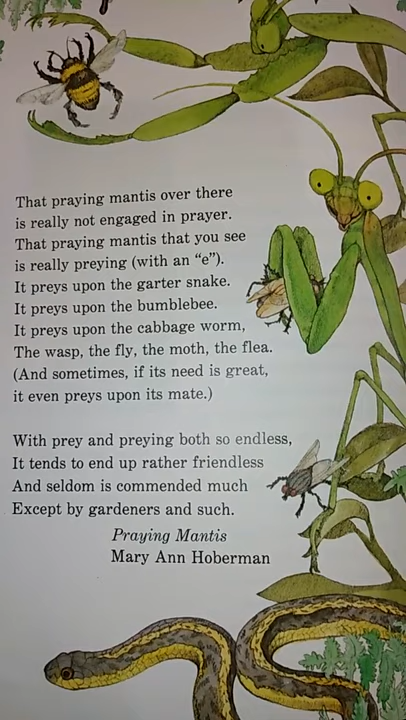 That praying mantis over there
is really not engaged in prayer.
That praying mantis that you see
is really preying (with an “e”).
It preys upon the garter snake.
It preys upon the bumblebee.
It preys upon the cabbage worm,
The wasp, the fly, the moth, the flea.
(And sometimes, if its need is great,
it even preys upon its mate.)
With prey and preying both so endless,
It tends to end up rather friendless
And seldom is commended much
Except by gardeners and such.
Praying Mantis
Mary Ann Hoberman